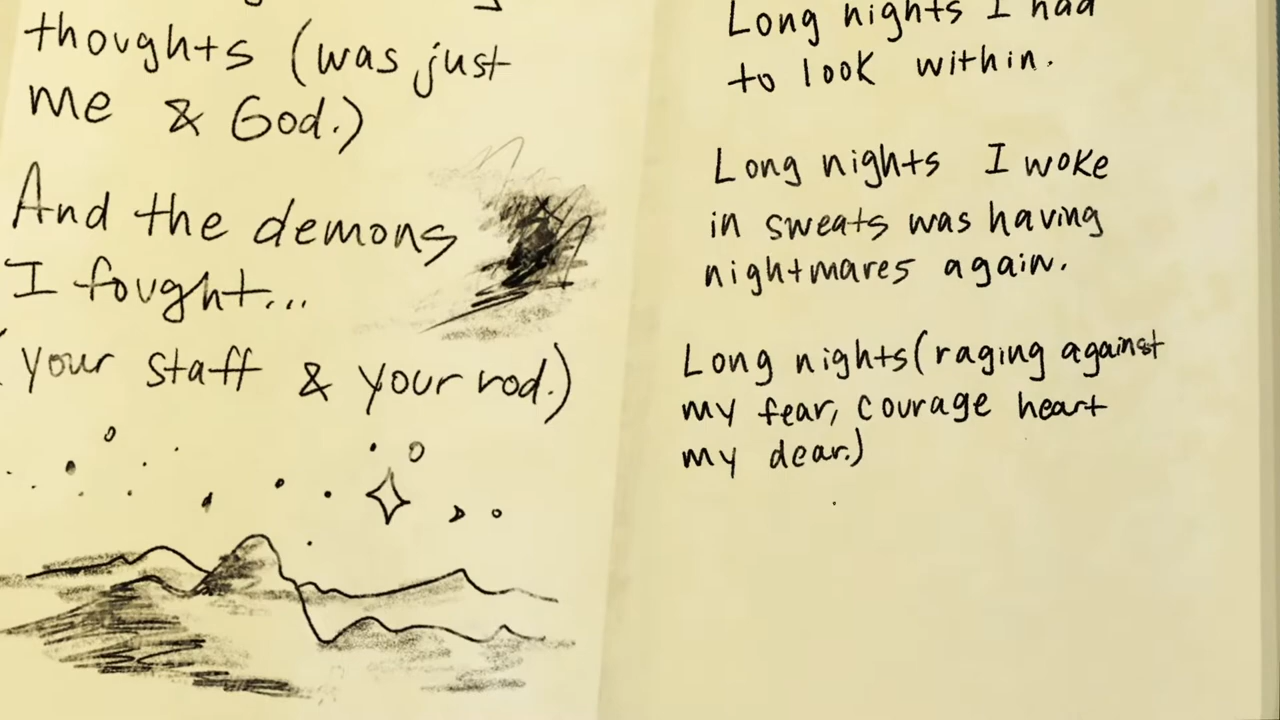 thoughts (was just
me & God.)
And the demons
I fought...
(your staff & your rod.)
Long nights I had
to look within.
Long nights I woke
in sweats was having
nightmares again.
Long nights (raging against
my fear, courage heart
my dear.)